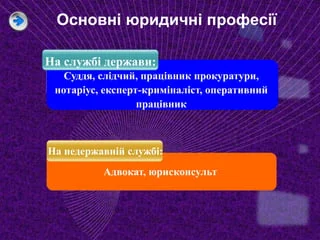 Основні юридичні професії
На службі держави:
Суддя, слідчий, працівник прокуратури,
нотаріус, експерт-криміналіст, оперативний
працівник
На недержавній службі:
Адвокат, юрисконсульт